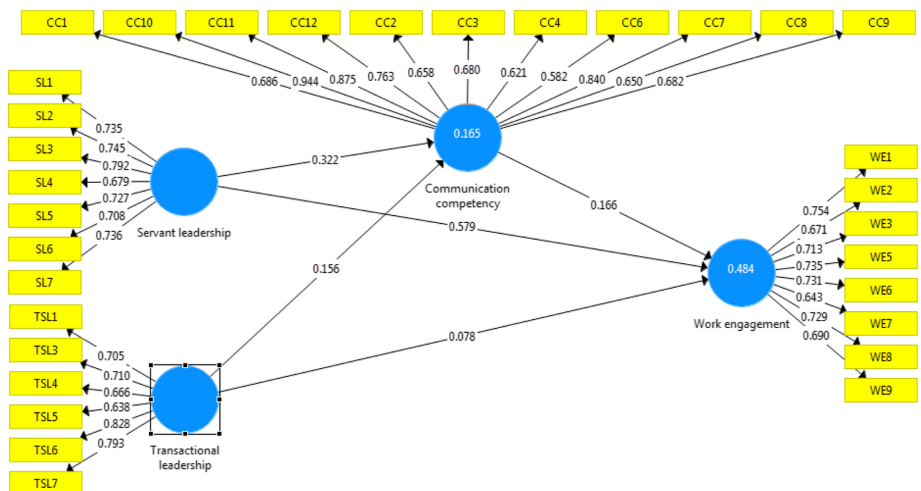 CC1 CC10 CC11 CC12 CC2 CC3 CC4 CC6 CC7 CC8 CC9
0.686 0.944 0.875 0.763 0.658 0.680 0.621 0.582 0.840 0.650 0.682
SL1
SL2
SL3
SL4
SL5
SL6
SL7
0.735
0.745
0.792
0.679
0.727
0.708
0.736
Servant leadership
0.165
Communication
competency
0.322
0.166
0.579
0.156
0.078
TSL1
TSL3
TSL4
TSL5
TSL6
TSL7
0.705
0.710
0.666
0.638
0.828
0.793
Transactional
leadership
0.484
Work engagement
0.754
0.671
0.713
0.735
0.731
0.643
0.729
0.690
WE1
WE2
WE3
WE5
WE6
WE7
WE8
WE9